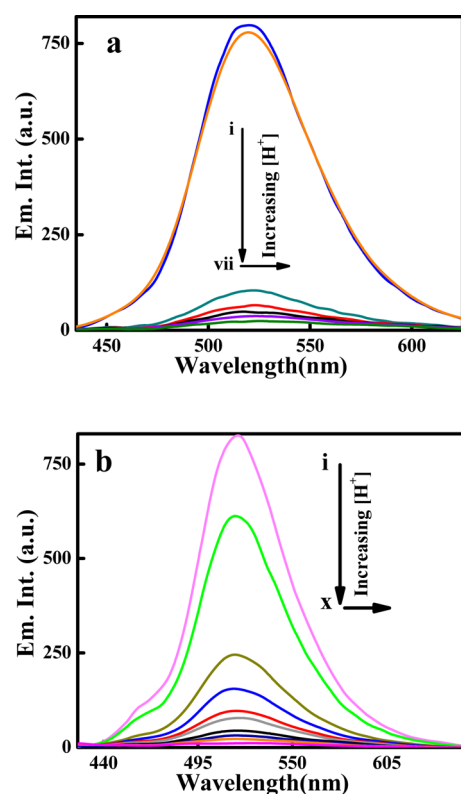 a
Em. Int. (a.u.)
750
500
250
0
i
Increasing [H⁺]
vii
450 500 550 600
Wavelength(nm)
b
Em. Int. (a.u.)
750
500
250
0
i
Increasing [H⁺]
x
440 495 550 605
Wavelength(nm)